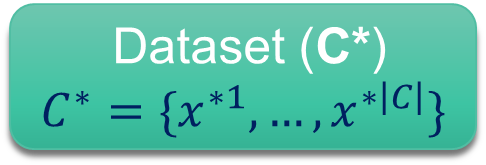 Dataset (C*)
C* = {x*¹, ..., x*|C|}